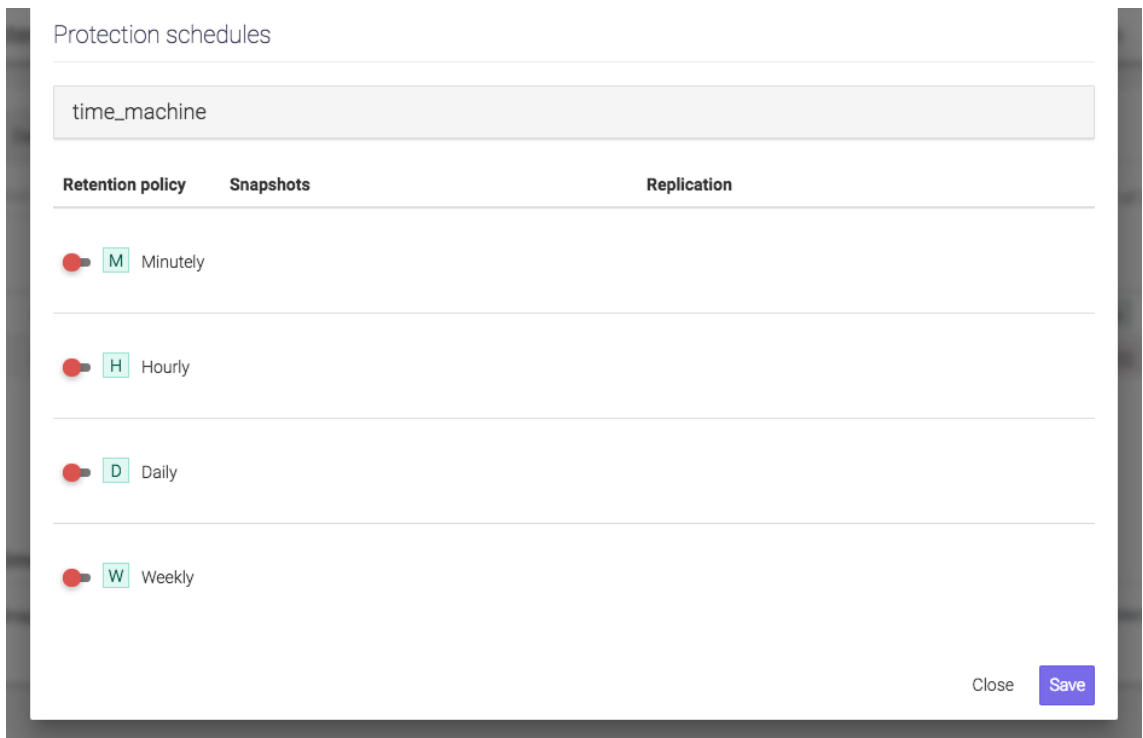 Protection schedules
time_machine
Retention policy Snapshots Replication
M Minutely
H Hourly
D Daily
W Weekly
Close Save